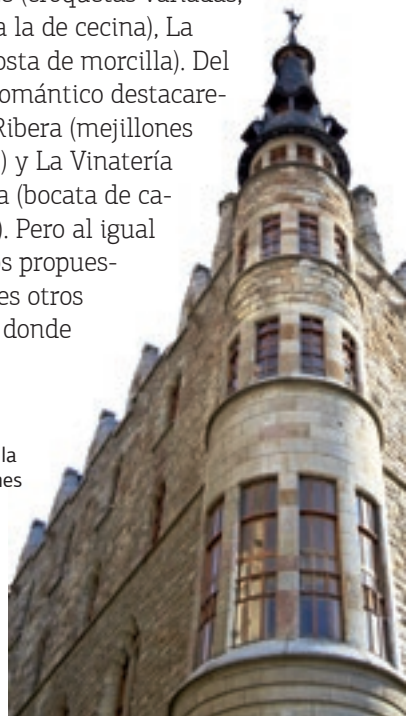 (croquetas variadas,
a la de cecina), La
osta de morcilla). Del
omántico destacare-
Ribera (mejillones
) y La Vinatería
a (bocata de ca-
). Pero al igual
s propues-
es otros
donde
la
nes